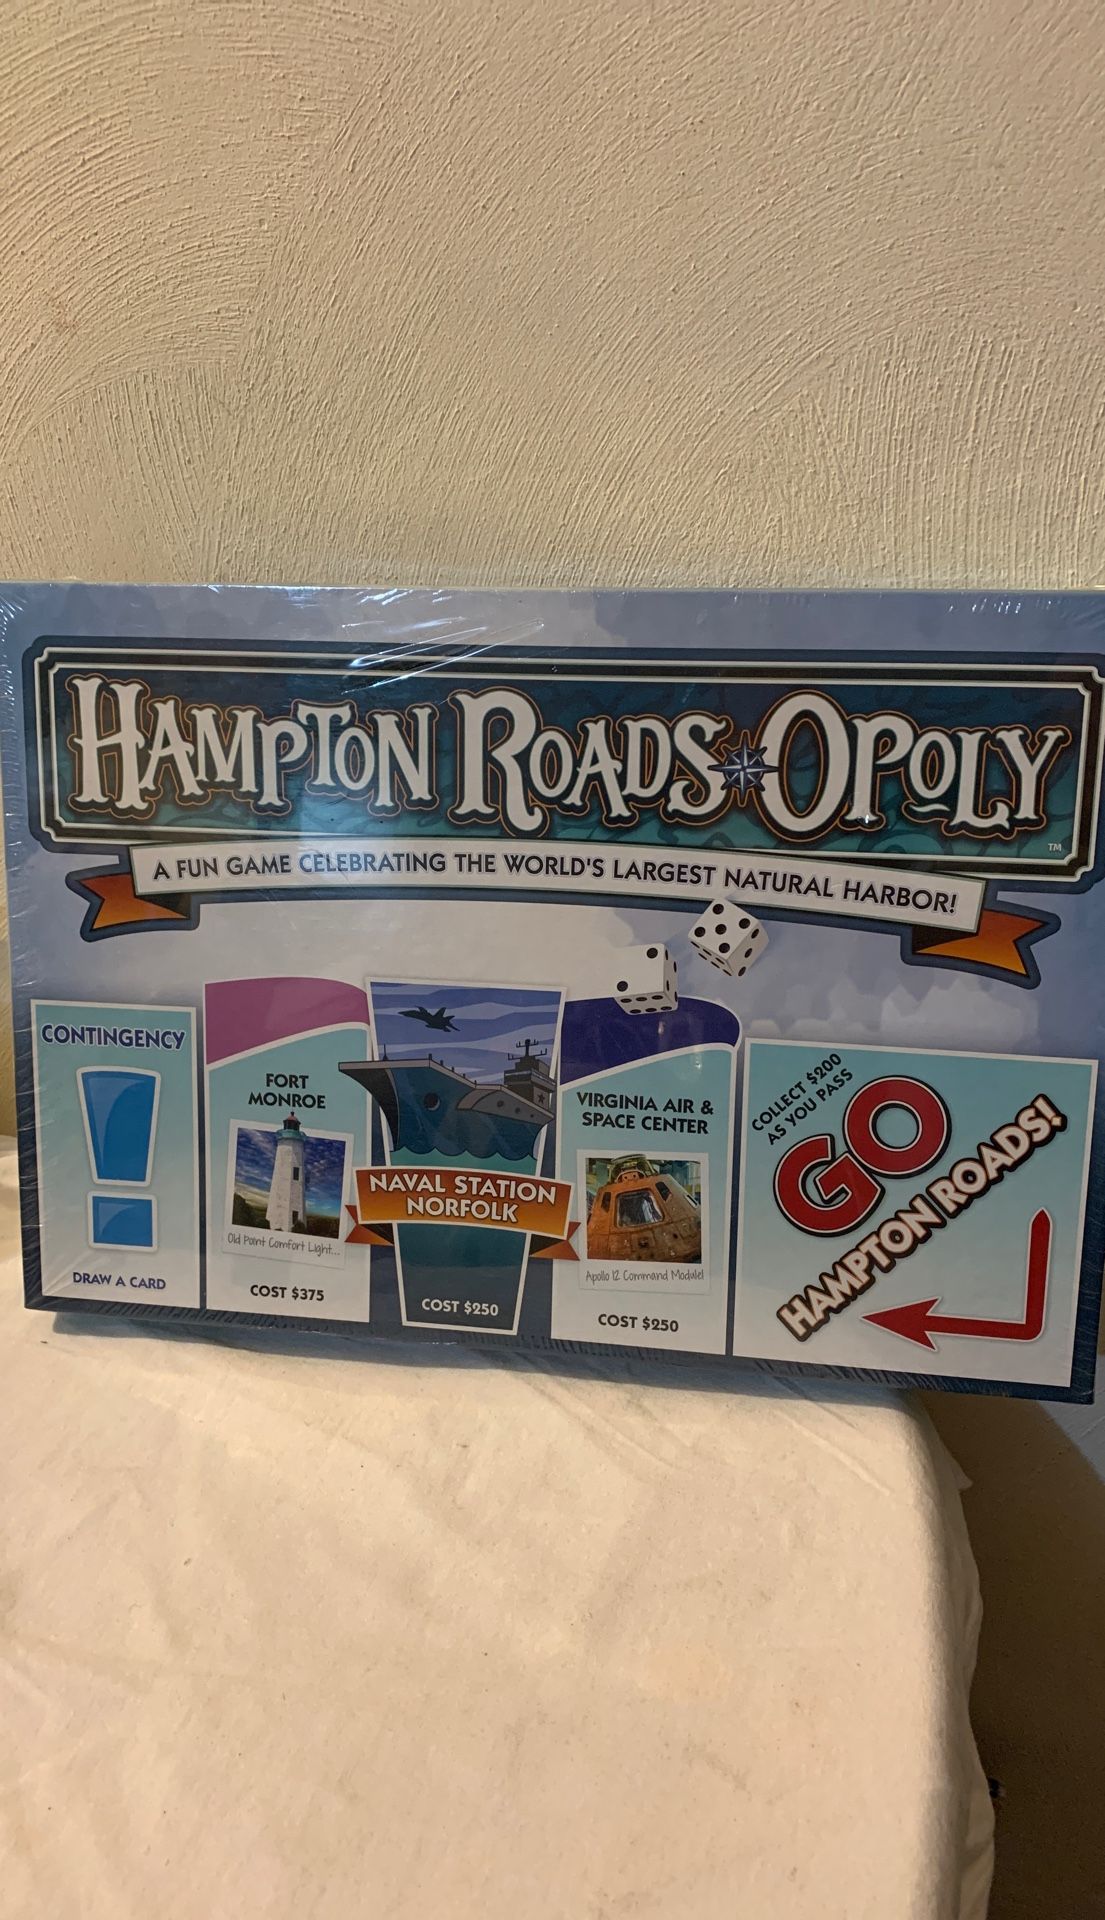 HAMPTON ROADS OPOLY
TM
A FUN GAME CELEBRATING THE WORLD'S LARGEST NATURAL HARBOR!
CONTINGENCY
!
DRAW A CARD
FORT
MONROE
Old Point Comfort Light...
COST $375
NAVAL STATION
NORFOLK
COST $250
VIRGINIA AIR &
SPACE CENTER
Apollo 12 Command Module!
COST $250
COLLECT $200
AS YOU PASS
GO
HAMPTON ROADS!